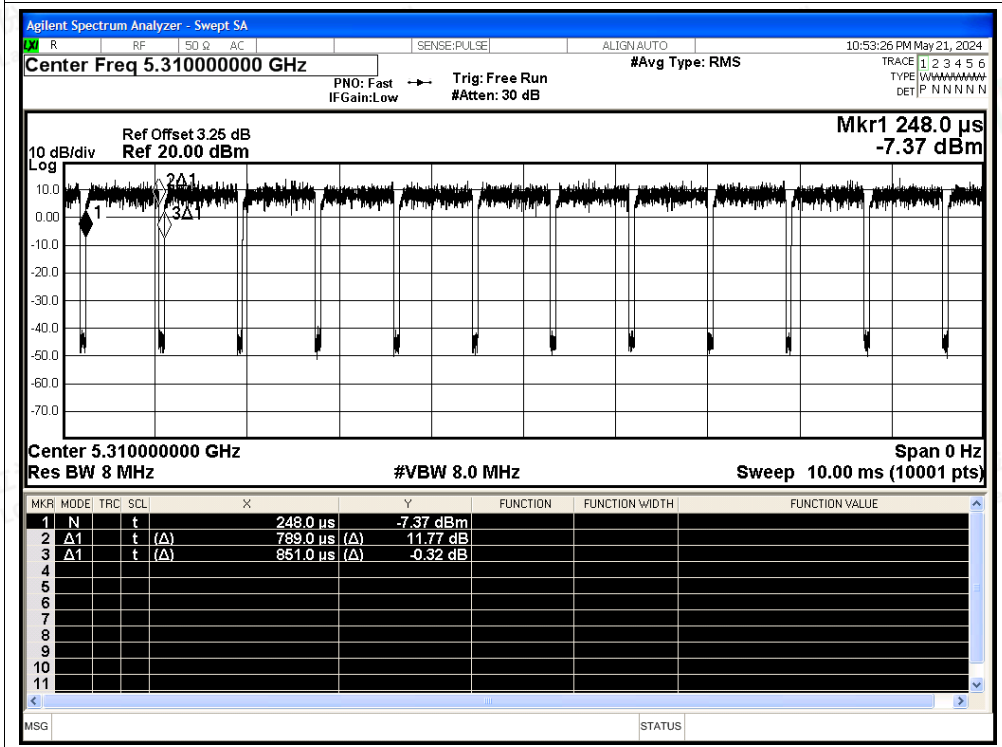 Agilent Spectrum Analyzer - Swept SA
LXI R RF 50 Ω AC SENSE:PULSE ALIGN AUTO 10:53:26 PM May 21, 2024
Center Freq 5.310000000 GHz #Avg Type: RMS TRACE 1 2 3 4 5 6
PNO: Fast Trig: Free Run TYPE WWWWWW
IFGain:Low #Atten: 30 dB DET P N N N N N
Mkr1 248.0 µs
Ref Offset 3.25 dB
10 dB/div Ref 20.00 dBm -7.37 dBm
Log
10.0
2Δ1
0.00
1
3Δ1
-10.0
-20.0
-30.0
-40.0
-50.0
-60.0
-70.0
Center 5.310000000 GHz Span 0 Hz
Res BW 8 MHz #VBW 8.0 MHz Sweep 10.00 ms (10001 pts)
MKR MODE TRC SCL X Y FUNCTION FUNCTION WIDTH FUNCTION VALUE
1 N t 248.0 µs -7.37 dBm
2 Δ1 t (Δ) 789.0 µs (Δ) 11.77 dB
3 Δ1 t (Δ) 851.0 µs (Δ) -0.32 dB
4
5
6
7
8
9
10
11
MSG STATUS